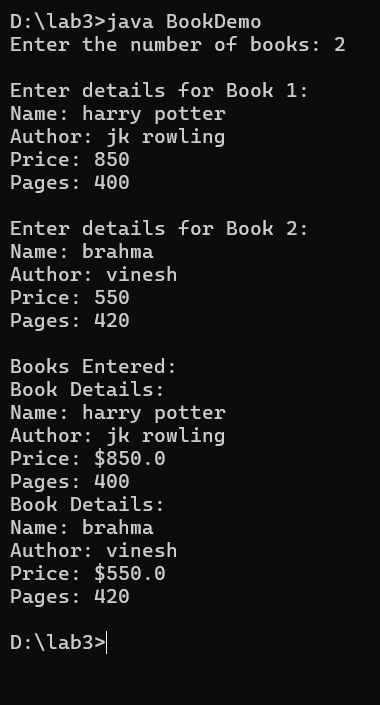 D:\lab3>java BookDemo
Enter the number of books: 2
Enter details for Book 1:
Name: harry potter
Author: jk rowling
Price: 850
Pages: 400
Enter details for Book 2:
Name: brahma
Author: vinesh
Price: 550
Pages: 420
Books Entered:
Book Details:
Name: harry potter
Author: jk rowling
Price: $850.0
Pages: 400
Book Details:
Name: brahma
Author: vinesh
Price: $550.0
Pages: 420
D:\lab3>